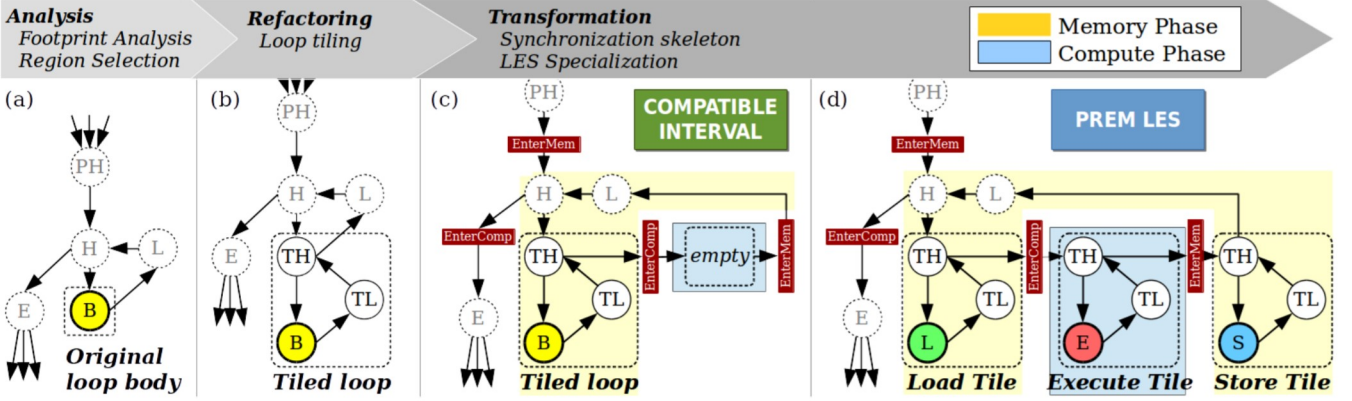 Analysis
Footprint Analysis
Region Selection
Refactoring
Loop tiling
Transformation
Synchronization skeleton
LES Specialization
Memory Phase
Compute Phase
(a)
PH
H
L
E
B
Original
loop body
(b)
PH
H
L
E
TH
TL
B
Tiled loop
(c)
PH
COMPATIBLE
INTERVAL
EnterMem
H
L
EnterComp
TH
EnterComp
empty
EnterMem
TL
E
B
Tiled loop
(d)
PH
PREM LES
EnterMem
H
L
EnterComp
TH
EnterComp
TH
EnterMem
TH
TL
TL
TL
E
L
E
S
Load Tile
Execute Tile
Store Tile